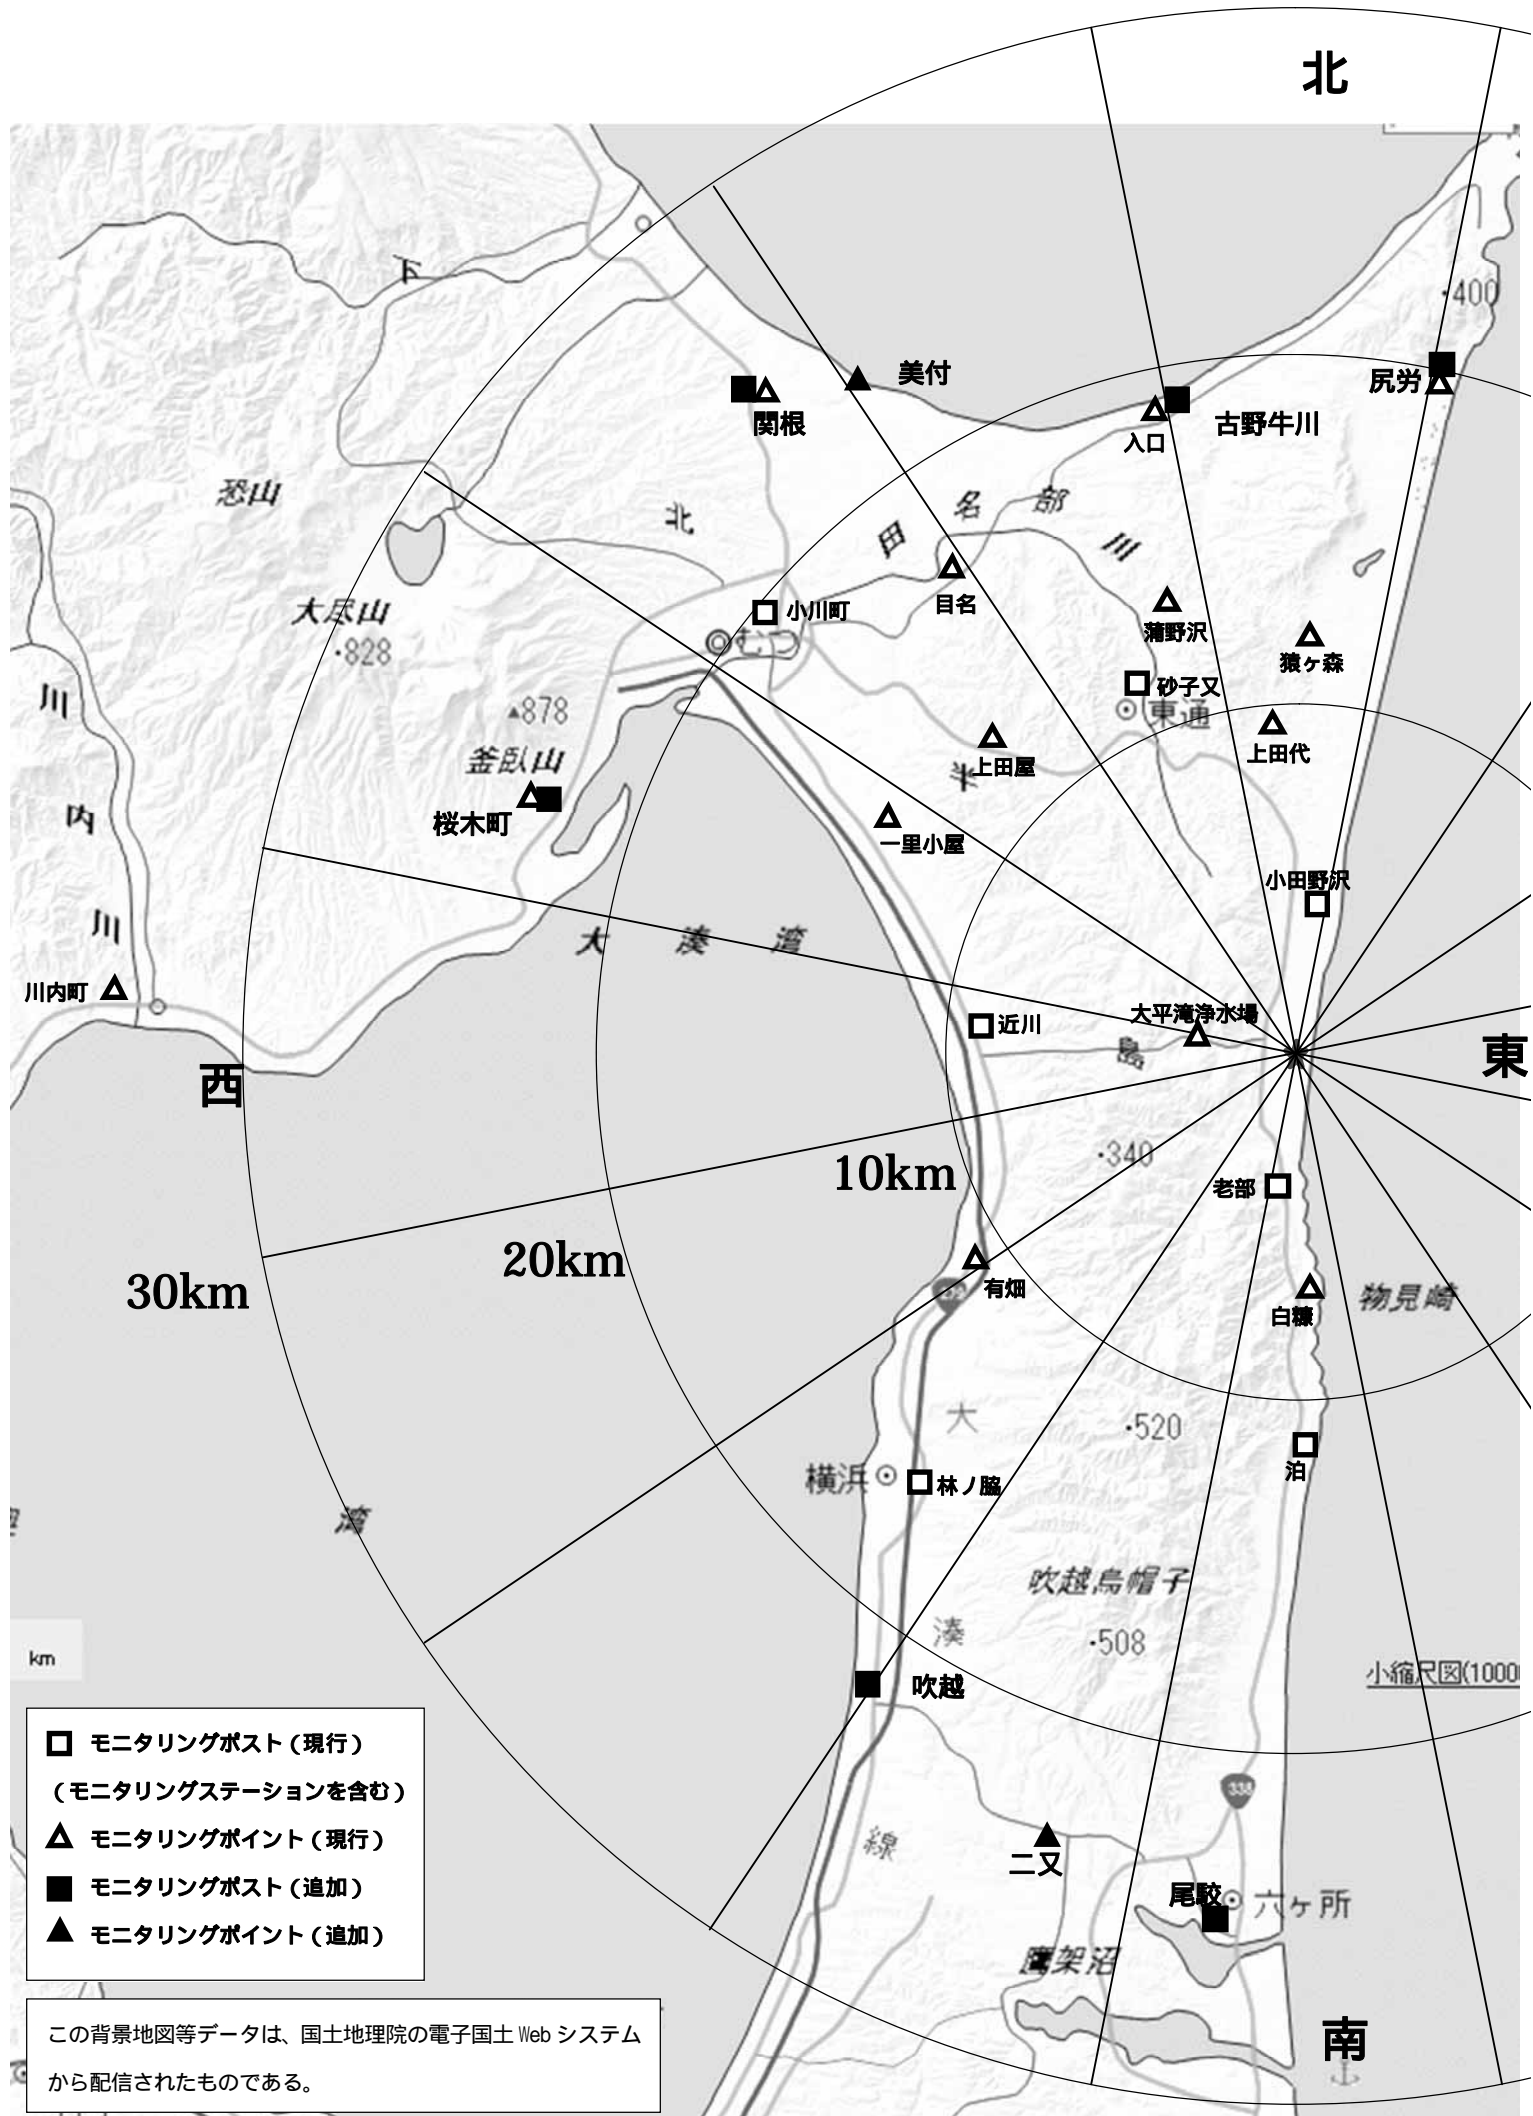 北
下
・400
美付
尻労
関根
古野牛川
入口
恐山
北
田
名
部
川
大尽山
・828
小川町
むつ
目名
蒲野沢
猿ヶ森
砂子又
東通
川
▲878
釜臥山
上田屋
半
上田代
桜木町
内
一里小屋
小田野沢
川
大 湊 湾
川内町
近川
大平滝浄水場
島
西
東
・340
10km
老部
20km
30km
有畑
白糠
物見崎
279
大
・520
横浜
林ノ脇
泊
湾
吹越烏帽子
湊
・508
km
小縮尺図(1000
吹越
モニタリングポスト（現行）
（モニタリングステーションを含む）
モニタリングポイント（現行）
モニタリングポスト（追加）
モニタリングポイント（追加）
338
線
二又
尾駮
六ヶ所
鷹架沼
南
この背景地図等データは、国土地理院の電子国土 Web システム
から配信されたものである。